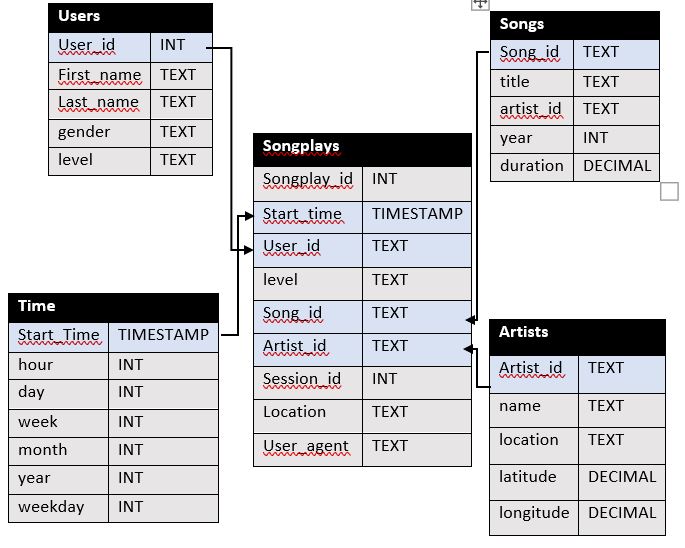 Users
User_id INT
First_name TEXT
Last_name TEXT
gender TEXT
level TEXT
Songs
Song_id TEXT
title TEXT
artist_id TEXT
year INT
duration DECIMAL
Songplays
Songplay_id INT
Start_time TIMESTAMP
User_id TEXT
level TEXT
Song_id TEXT
Artist_id TEXT
Session_id INT
Location TEXT
User_agent TEXT
Time
Start_Time TIMESTAMP
hour INT
day INT
week INT
month INT
year INT
weekday INT
Artists
Artist_id TEXT
name TEXT
location TEXT
latitude DECIMAL
longitude DECIMAL